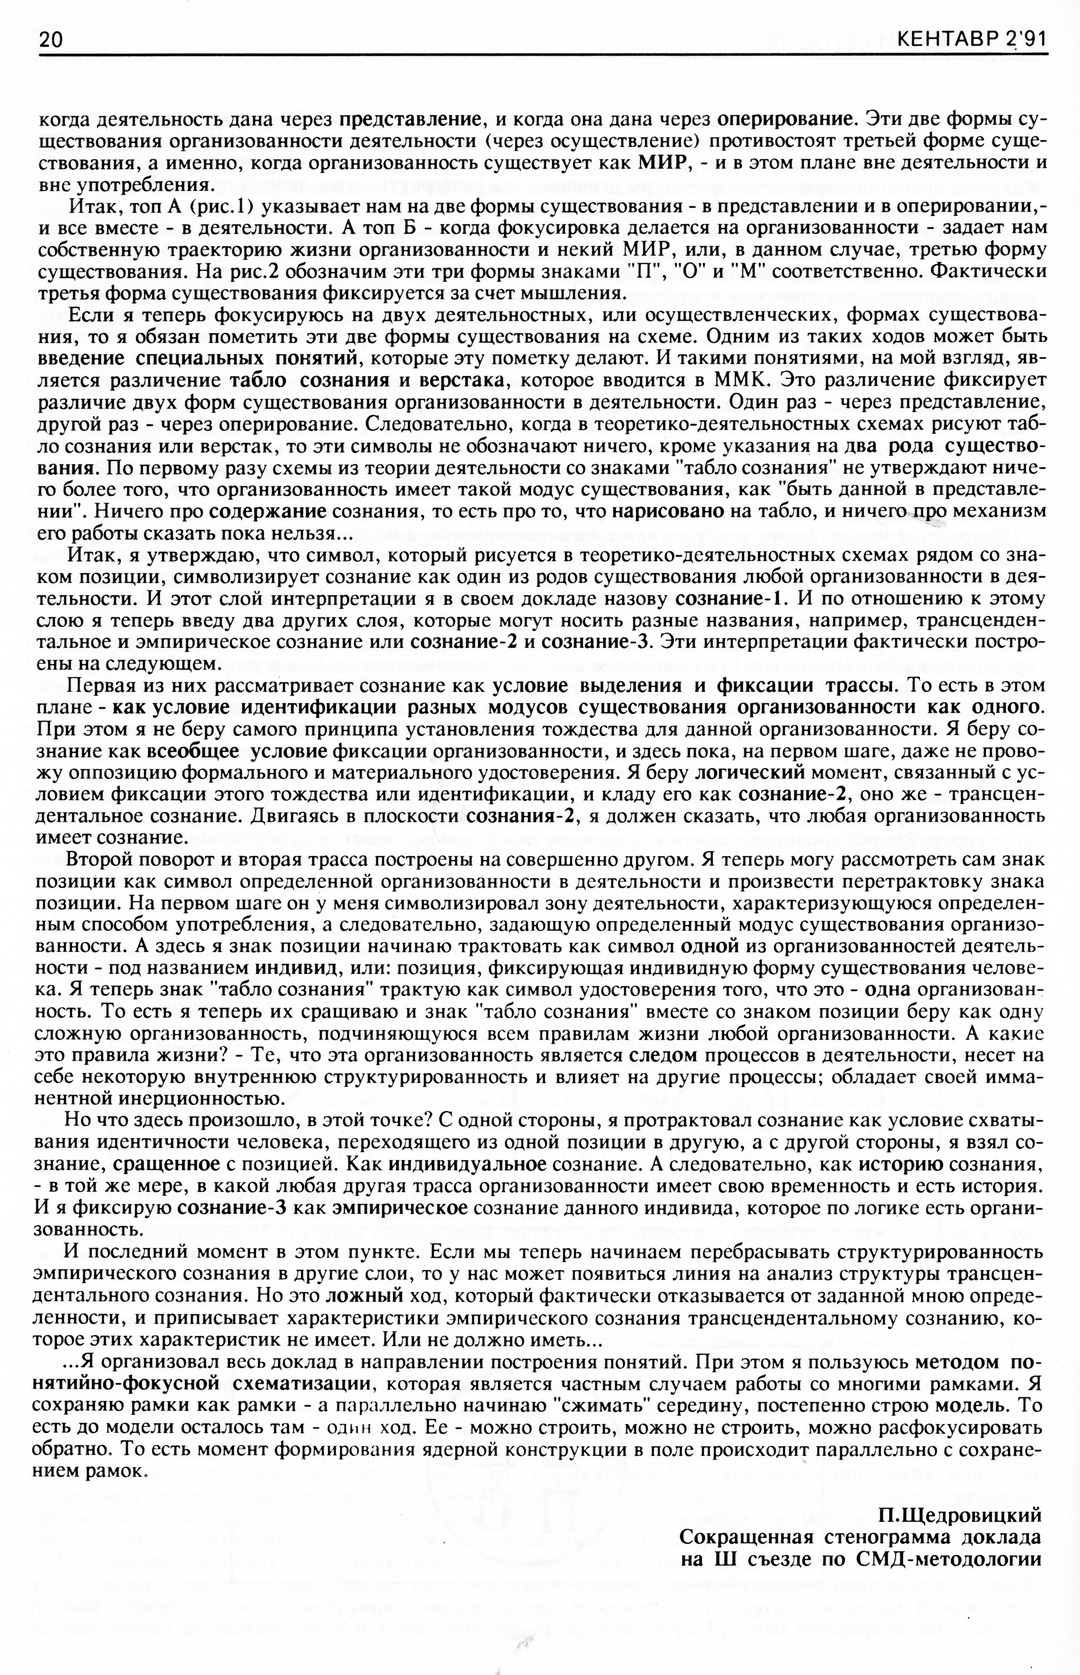 20
КЕНТАВР 2'91
когда деятельность дана через представление, и когда она дана через оперирование. Эти две формы су-
ществования организованности деятельности (через осуществление) противостоят третьей форме суще-
ствования, а именно, когда организованность существует как МИР, - и в этом плане вне деятельности и
вне употребления.
Итак, топ А (рис.1) указывает нам на две формы существования - в представлении и в оперировании,-
и все вместе - в деятельности. А топ Б - когда фокусировка делается на организованности - задает нам
собственную траекторию жизни организованности и некий МИР, или, в данном случае, третью форму
существования. На рис.2 обозначим эти три формы знаками "П", "О" и "М" соответственно. Фактически
третья форма существования фиксируется за счет мышления.
Если я теперь фокусируюсь на двух деятельностных, или осуществленческих, формах существова-
ния, то я обязан пометить эти две формы существования на схеме. Одним из таких ходов может быть
введение специальных понятий, которые эту пометку делают. И такими понятиями, на мой взгляд, яв-
ляется различение табло сознания и верстака, которое вводится в ММК. Это различение фиксирует
различие двух форм существования организованности в деятельности. Один раз - через представление,
другой раз - через оперирование. Следовательно, когда в теоретико-деятельностных схемах рисуют таб-
ло сознания или верстак, то эти символы не обозначают ничего, кроме указания на два рода существо-
вания. По первому разу схемы из теории деятельности со знаками "табло сознания" не утверждают ниче-
го более того, что организованность имеет такой модус существования, как "быть данной в представле-
нии". Ничего про содержание сознания, то есть про то, что нарисовано на табло, и ничего про механизм
его работы сказать пока нельзя...
Итак, я утверждаю, что символ, который рисуется в теоретико-деятельностных схемах рядом со зна-
ком позиции, символизирует сознание как один из родов существования любой организованности в дея-
тельности. И этот слой интерпретации я в своем докладе назову сознание-1. И по отношению к этому
слою я теперь введу два других слоя, которые могут носить разные названия, например, трансценден-
тальное и эмпирическое сознание или сознание-2 и сознание-3. Эти интерпретации фактически постро-
ены на следующем.
Первая из них рассматривает сознание как условие выделения и фиксации трассы. То есть в этом
плане - как условие идентификации разных модусов существования организованности как одного.
При этом я не беру самого принципа установления тождества для данной организованности. Я беру со-
знание как всеобщее условие фиксации организованности, и здесь пока, на первом шаге, даже не прово-
жу оппозицию формального и материального удостоверения. Я беру логический момент, связанный с ус-
ловием фиксации этого тождества или идентификации, и кладу его как сознание-2, оно же - трансцен-
дентальное сознание. Двигаясь в плоскости сознания-2, я должен сказать, что любая организованность
имеет сознание.
Второй поворот и вторая трасса построены на совершенно другом. Я теперь могу рассмотреть сам знак
позиции как символ определенной организованности в деятельности и произвести перетрактовку знака
позиции. На первом шаге он у меня символизировал зону деятельности, характеризующуюся определен-
ным способом употребления, а следовательно, задающую определенный модус существования организо-
ванности. А здесь я знак позиции начинаю трактовать как символ одной из организованностей деятель-
ности - под названием индивид, или: позиция, фиксирующая индивидную форму существования челове-
ка. Я теперь знак "табло сознания" трактую как символ удостоверения того, что это - одна организован-
ность. То есть я теперь их сращиваю и знак "табло сознания" вместе со знаком позиции беру как одну
сложную организованность, подчиняющуюся всем правилам жизни любой организованности. А какие
это правила жизни? - Те, что эта организованность является следом процессов в деятельности, несет на
себе некоторую внутреннюю структурированность и влияет на другие процессы; обладает своей имма-
нентной инерционностью.
Но что здесь произошло, в этой точке? С одной стороны, я протрактовал сознание как условие схваты-
вания идентичности человека, переходящего из одной позиции в другую, а с другой стороны, я взял со-
знание, сращенное с позицией. Как индивидуальное сознание. А следовательно, как историю сознания,
- в той же мере, в какой любая другая трасса организованности имеет свою временность и есть история.
И я фиксирую сознание-3 как эмпирическое сознание данного индивида, которое по логике есть органи-
зованность.
И последний момент в этом пункте. Если мы теперь начинаем перебрасывать структурированность
эмпирического сознания в другие слои, то у нас может появиться линия на анализ структуры трансцен-
дентального сознания. Но это ложный ход, который фактически отказывается от заданной мною опреде-
ленности, и приписывает характеристики эмпирического сознания трансцендентальному сознанию, ко-
торое этих характеристик не имеет. Или не должно иметь...
...Я организовал весь доклад в направлении построения понятий. При этом я пользуюсь методом по-
нятийно-фокусной схематизации, которая является частным случаем работы со многими рамками. Я
сохраняю рамки как рамки - а параллельно начинаю "сжимать" середину, постепенно строю модель. То
есть до модели осталось там - один ход. Ее - можно строить, можно не строить, можно расфокусировать
обратно. То есть момент формирования ядерной конструкции в поле происходит параллельно с сохране-
нием рамок.
П.Щедровицкий
Сокращенная стенограмма доклада
на Ш съезде по СМД-методологии